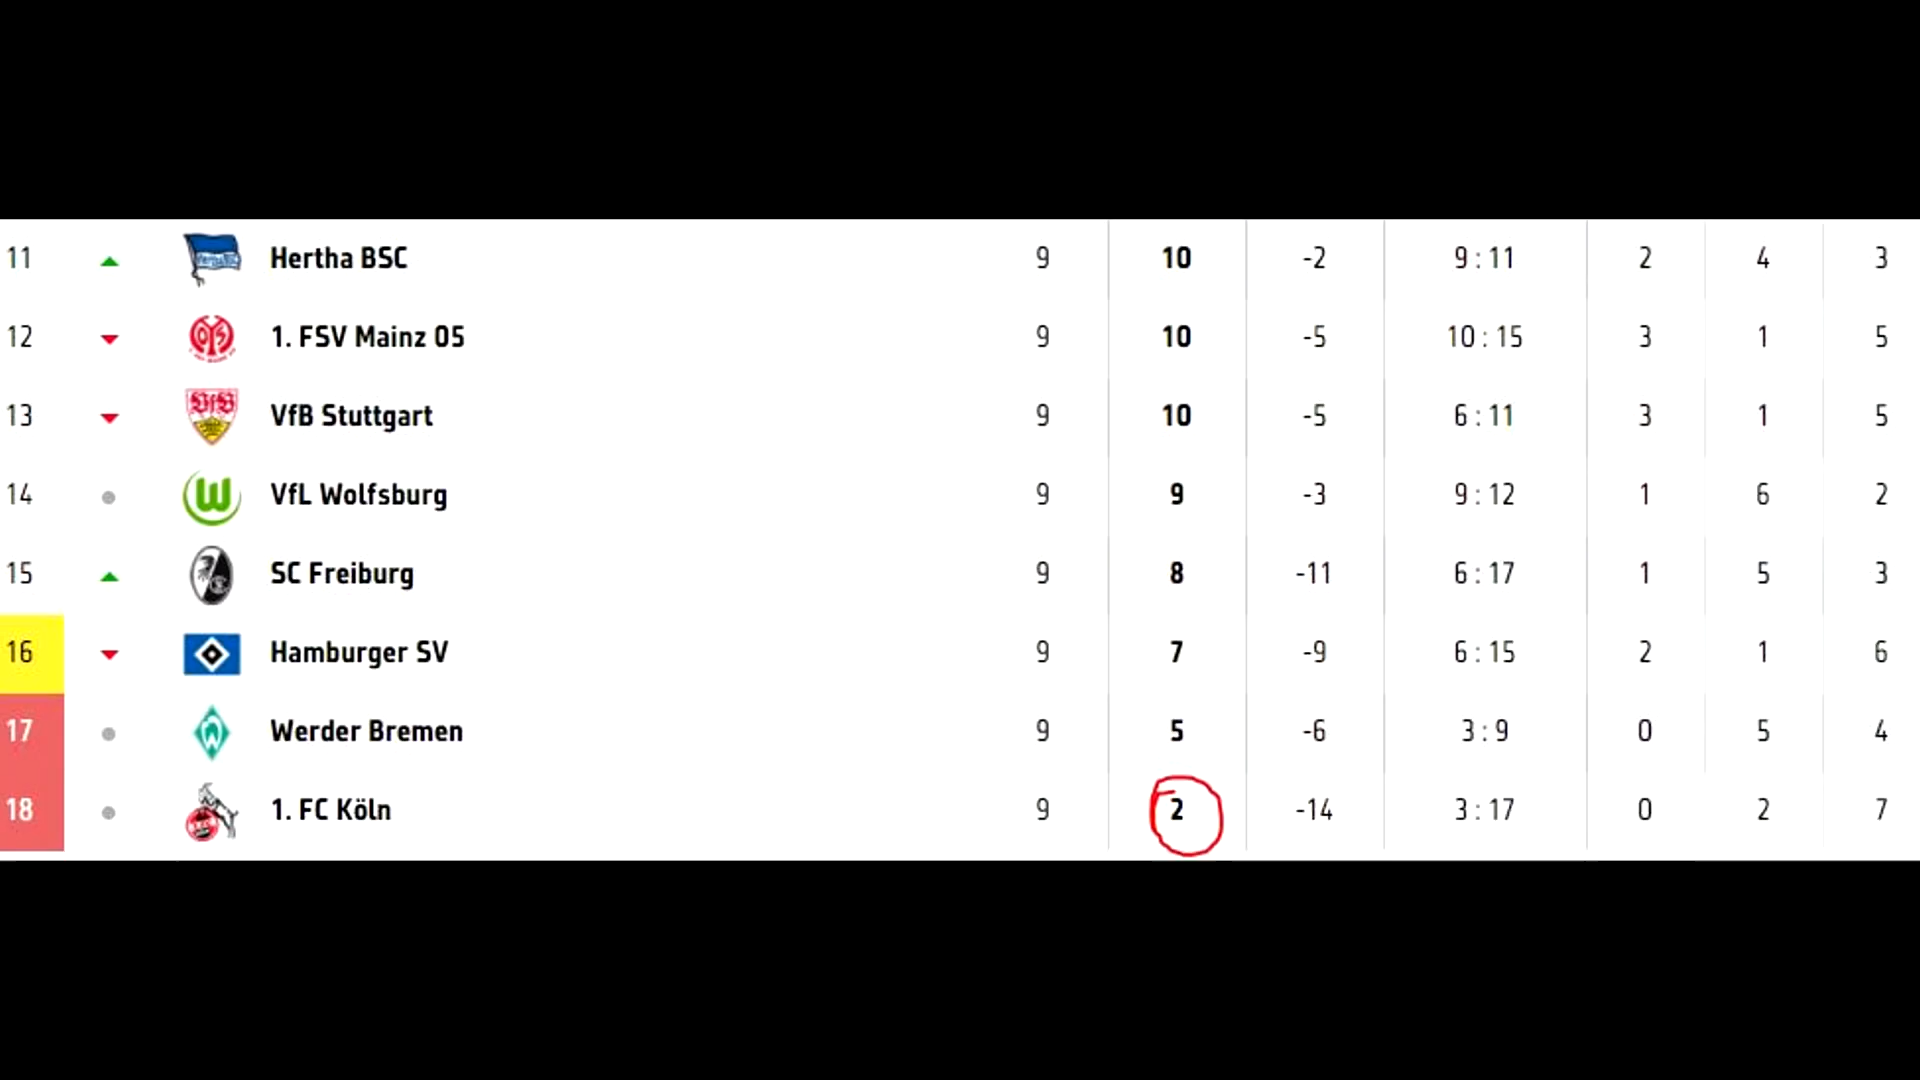 11 Hertha BSC 9 10 -2 9 : 11 2 4 3
12 1. FSV Mainz 05 9 10 -5 10 : 15 3 1 5
13 VfB Stuttgart 9 10 -5 6 : 11 3 1 5
14 VfL Wolfsburg 9 9 -3 9 : 12 1 6 2
15 SC Freiburg 9 8 -11 6 : 17 1 5 3
16 Hamburger SV 9 7 -9 6 : 15 2 1 6
17 Werder Bremen 9 5 -6 3 : 9 0 5 4
18 1. FC Köln 9 2 -14 3 : 17 0 2 7